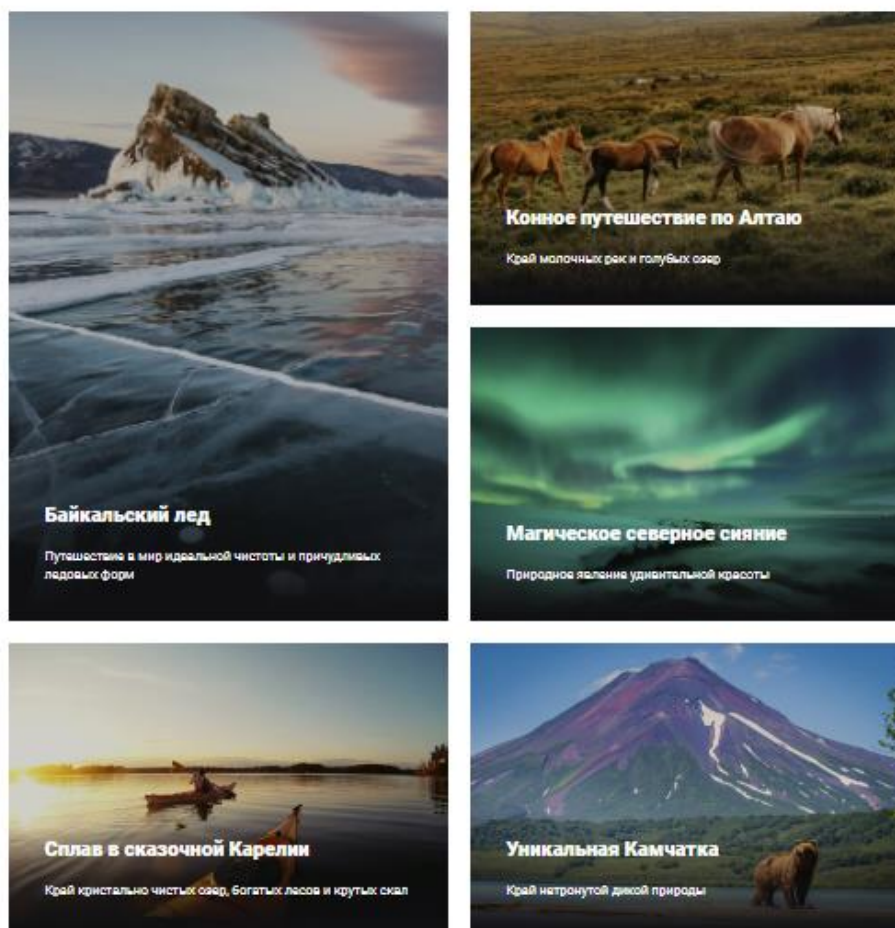 Байкальский лед
Путешествие в мир идеальной чистоты и причудливых
ледовых форм
Конное путешествие по Алтаю
Край молочных рек и голубых озер
Магическое северное сияние
Природное явление удивительной красоты
Сплав в сказочной Карелии
Край кристально чистых озер, богатых лесов и крутых скал
Уникальная Камчатка
Край нетронутой дикой природы